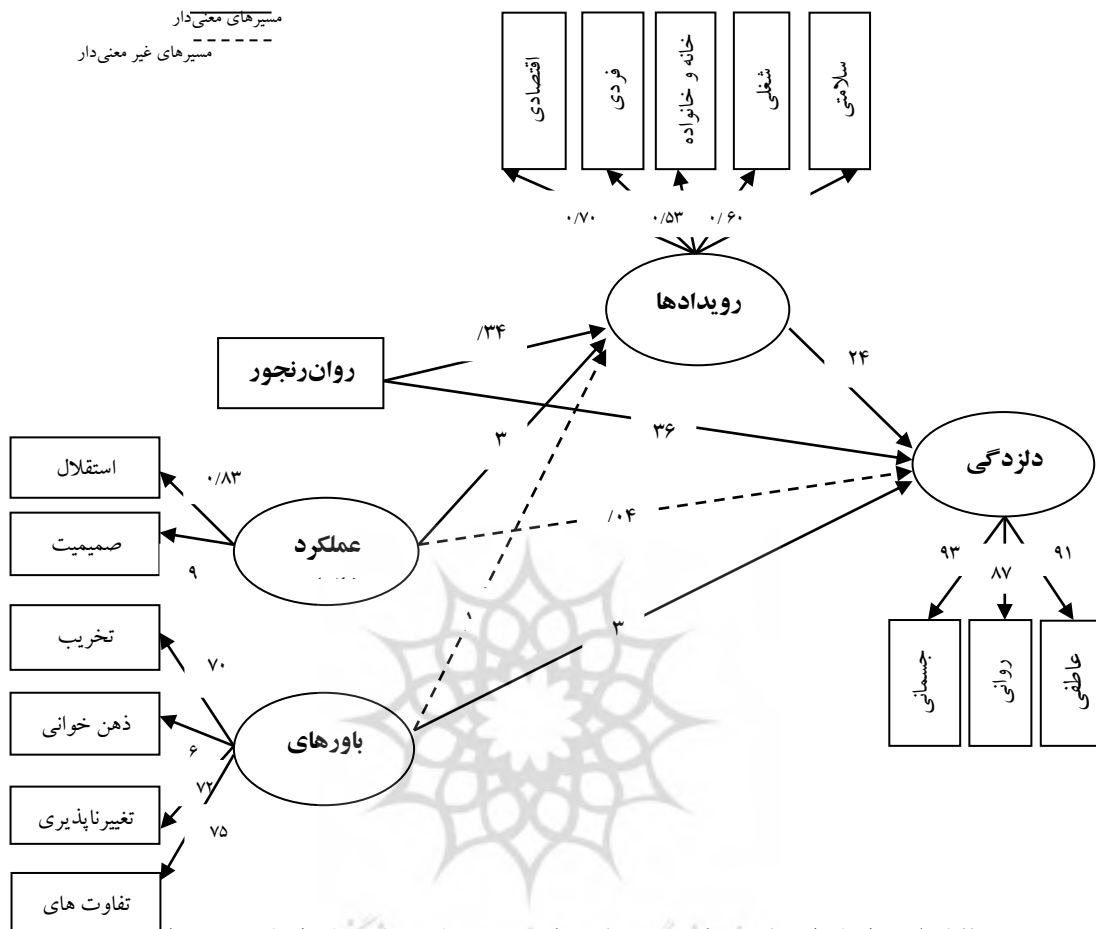 مسیرهای معنی‌دار
مسیرهای غیر معنی‌دار
سلامتی
شغلی
خانه و خانواده
فردی
اقتصادی
۰/۶۰
۰/۵۳
۰/۷۰
رویدادها
/۳۴
روان‌رنجور
۲۴
۳۶
۳
دلزدگی
استقلال
۰/۸۳
/۰۴
صمیمیت
عملکرد
۹
۹۱
۸۷
۹۳
تخریب
۳
۷۰
عاطفی
روانی
جسمانی
ذهن خوانی
باورهای
۶
۷۲
تغییرناپذیری
۷۵
تفاوت های